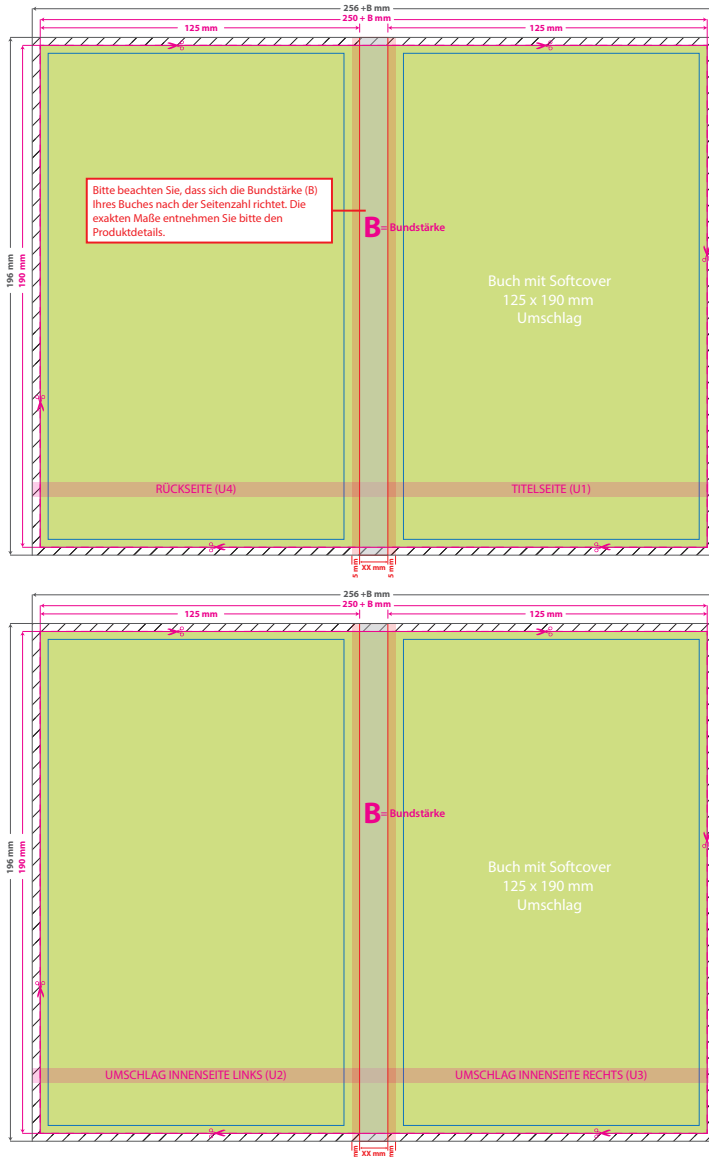 256 +B mm
250 + B mm
125 mm
125 mm
196 mm
190 mm
Bitte beachten Sie, dass sich die Bundstärke (B)
Ihres Buches nach der Seitenzahl richtet. Die
exakten Maße entnehmen Sie bitte den
Produktdetails.
B = Bundstärke
Buch mit Softcover
125 x 190 mm
Umschlag
RÜCKSEITE (U4)
TITELSEITE (U1)
5 mm
XX mm
5 mm
256 +B mm
250 + B mm
125 mm
125 mm
196 mm
190 mm
B = Bundstärke
Buch mit Softcover
125 x 190 mm
Umschlag
UMSCHLAG INNENSEITE LINKS (U2)
UMSCHLAG INNENSEITE RECHTS (U3)
5 mm
XX mm
5 mm